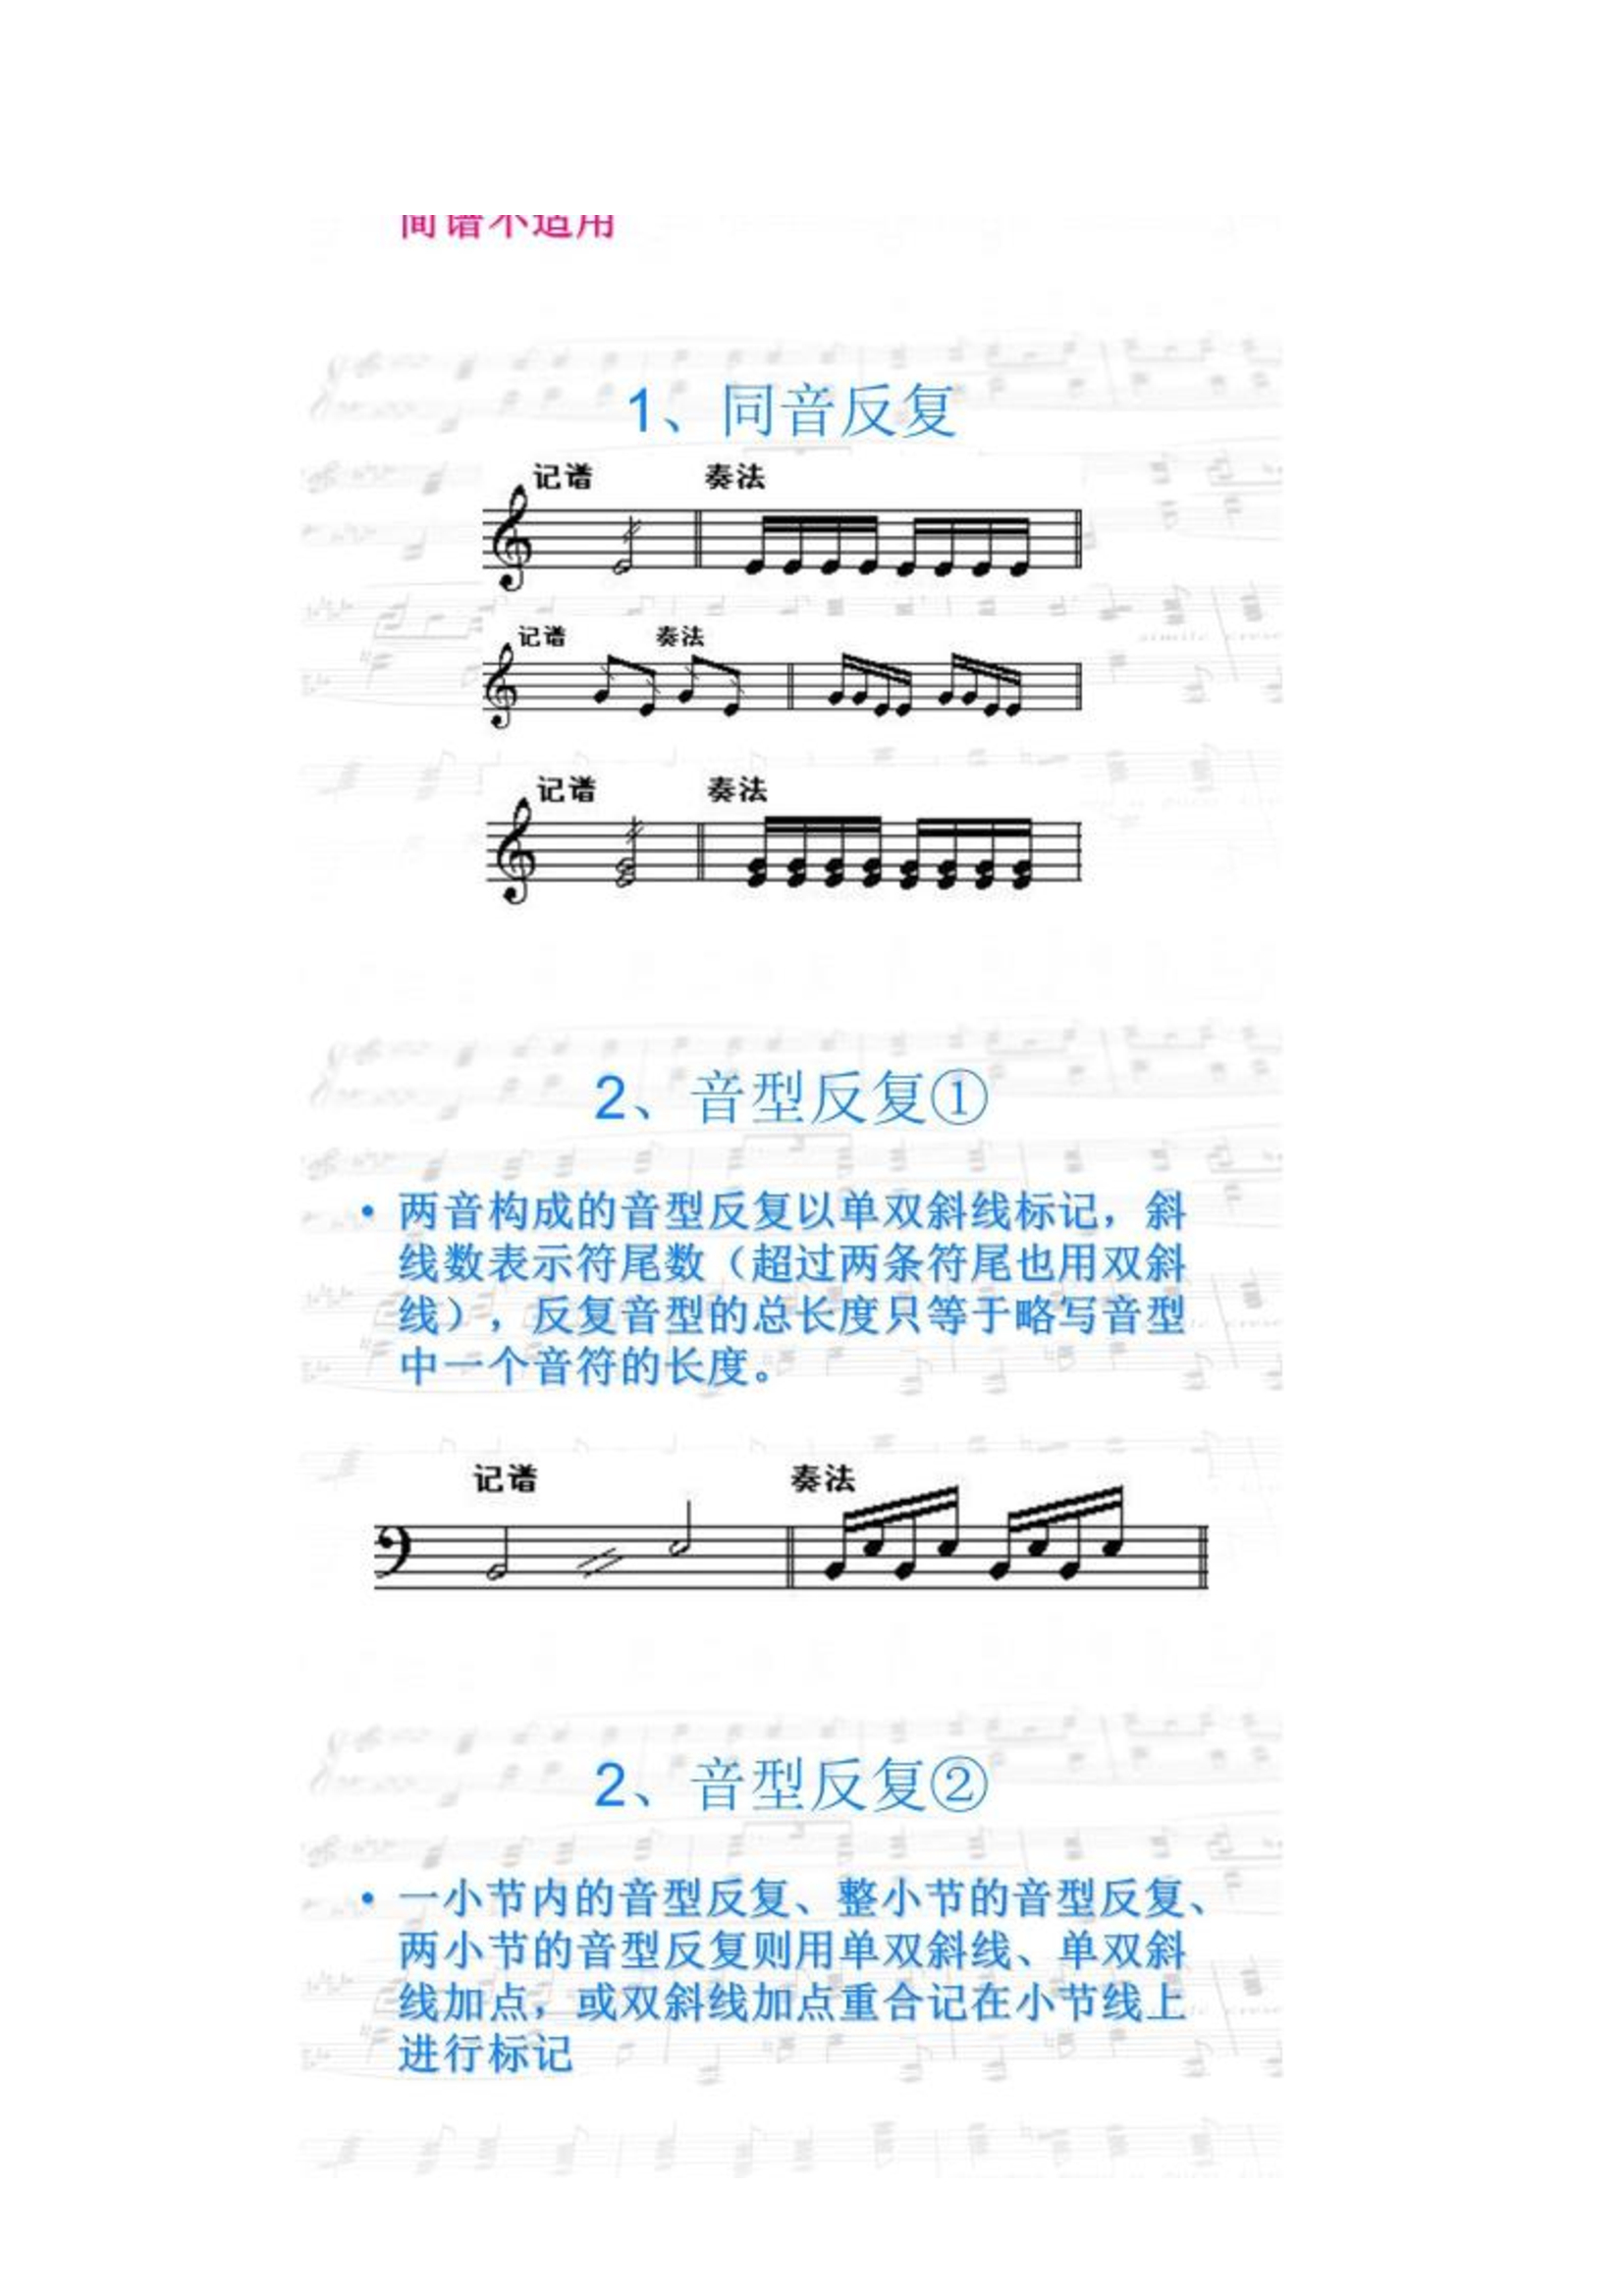 简谱不适用
1、同音反复
记谱 奏法
记谱 奏法
记谱 奏法
2、音型反复①
• 两音构成的音型反复以单双斜线标记，斜
线数表示符尾数（超过两条符尾也用双斜
线），反复音型的总长度只等于略写音型
中一个音符的长度。
记谱 奏法
2、音型反复②
• 一小节内的音型反复、整小节的音型反复、
两小节的音型反复则用单双斜线、单双斜
线加点，或双斜线加点重合记在小节线上
进行标记